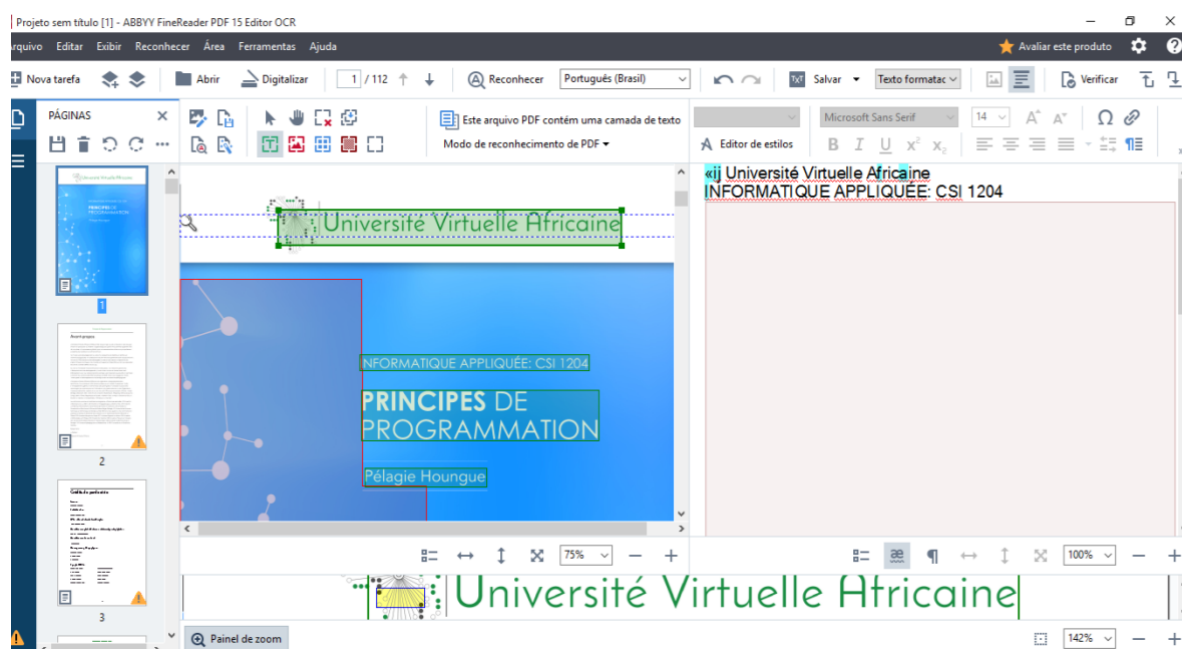 Projeto sem título [1] - ABBYY FineReader PDF 15 Editor OCR
rquivo Editar Exibir Reconhecer Área Ferramentas Ajuda
Avaliar este produto
Nova tarefa Abrir Digitalizar 1 / 112 Reconhecer Português (Brasil) Salvar Texto formatac Verificar
PÁGINAS
Este arquivo PDF contém uma camada de texto
Modo de reconhecimento de PDF
Microsoft Sans Serif 14
Editor de estilos
Université Virtuelle Africaine
INFORMATIQUE APPLIQUÉE: CSI 1204
PRINCIPES DE
PROGRAMMATION
Pélagie Houngue
«ij Université Virtuelle Africaine
INFORMATIQUE APPLIQUÉE: CSI 1204
1
2
3
75%
100%
Université Virtuelle Africaine
Painel de zoom
142%